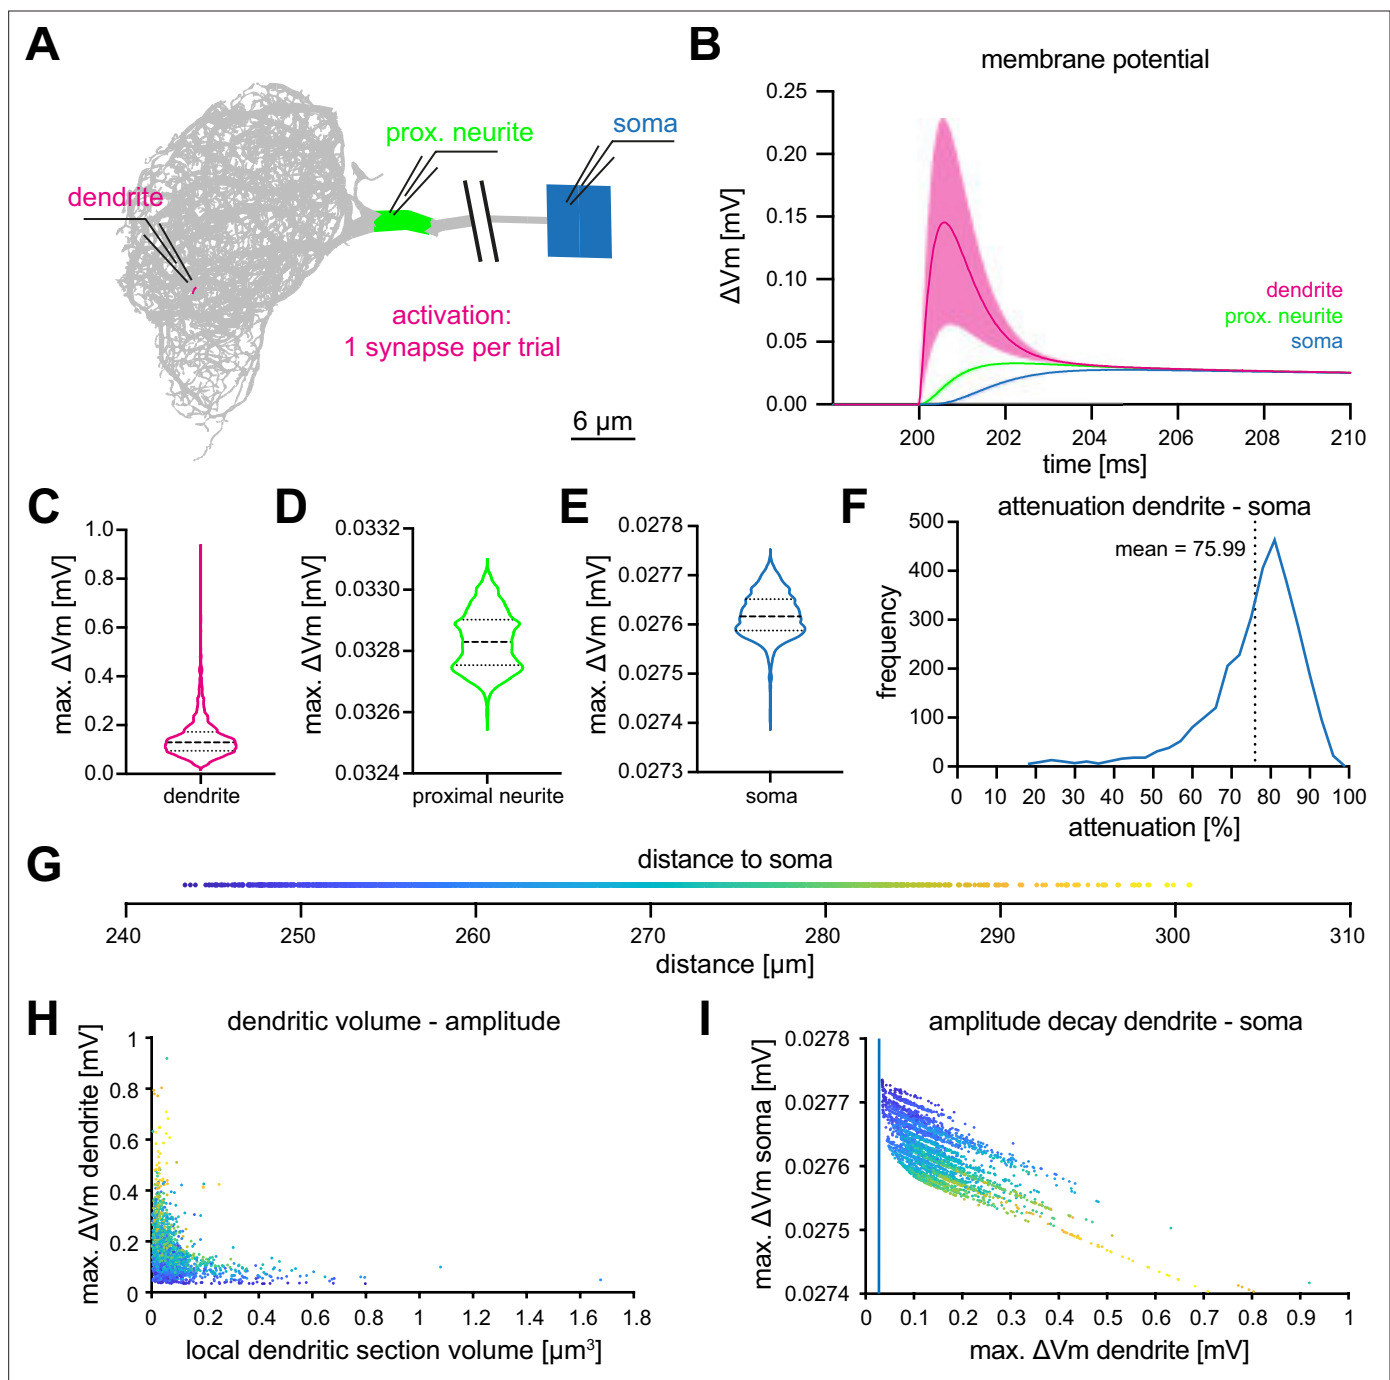 A
prox. neurite
soma
dendrite
activation:
1 synapse per trial
6 µm
B
membrane potential
ΔVm [mV]
0.25
0.20
0.15
0.10
0.05
0.00
dendrite
prox. neurite
soma
200
202
204
206
208
210
time [ms]
C
max. ΔVm [mV]
1.0
0.8
0.6
0.4
0.2
0.0
dendrite
D
max. ΔVm [mV]
0.0332
0.0330
0.0328
0.0326
0.0324
proximal neurite
E
max. ΔVm [mV]
0.0278
0.0277
0.0276
0.0275
0.0274
0.0273
soma
F
attenuation dendrite - soma
mean = 75.99
frequency
500
400
300
200
100
0
0 10 20 30 40 50 60 70 80 90 100
attenuation [%]
G
distance to soma
240 250 260 270 280 290 300 310
distance [µm]
H
dendritic volume - amplitude
max. ΔVm dendrite [mV]
1
0.8
0.6
0.4
0.2
0
0 0.2 0.4 0.6 0.8 1.0 1.2 1.4 1.6 1.8
local dendritic section volume [µm³]
I
amplitude decay dendrite - soma
max. ΔVm soma [mV]
0.0278
0.0277
0.0276
0.0275
0.0274
0 0.1 0.2 0.3 0.4 0.5 0.6 0.7 0.8 0.9 1
max. ΔVm dendrite [mV]